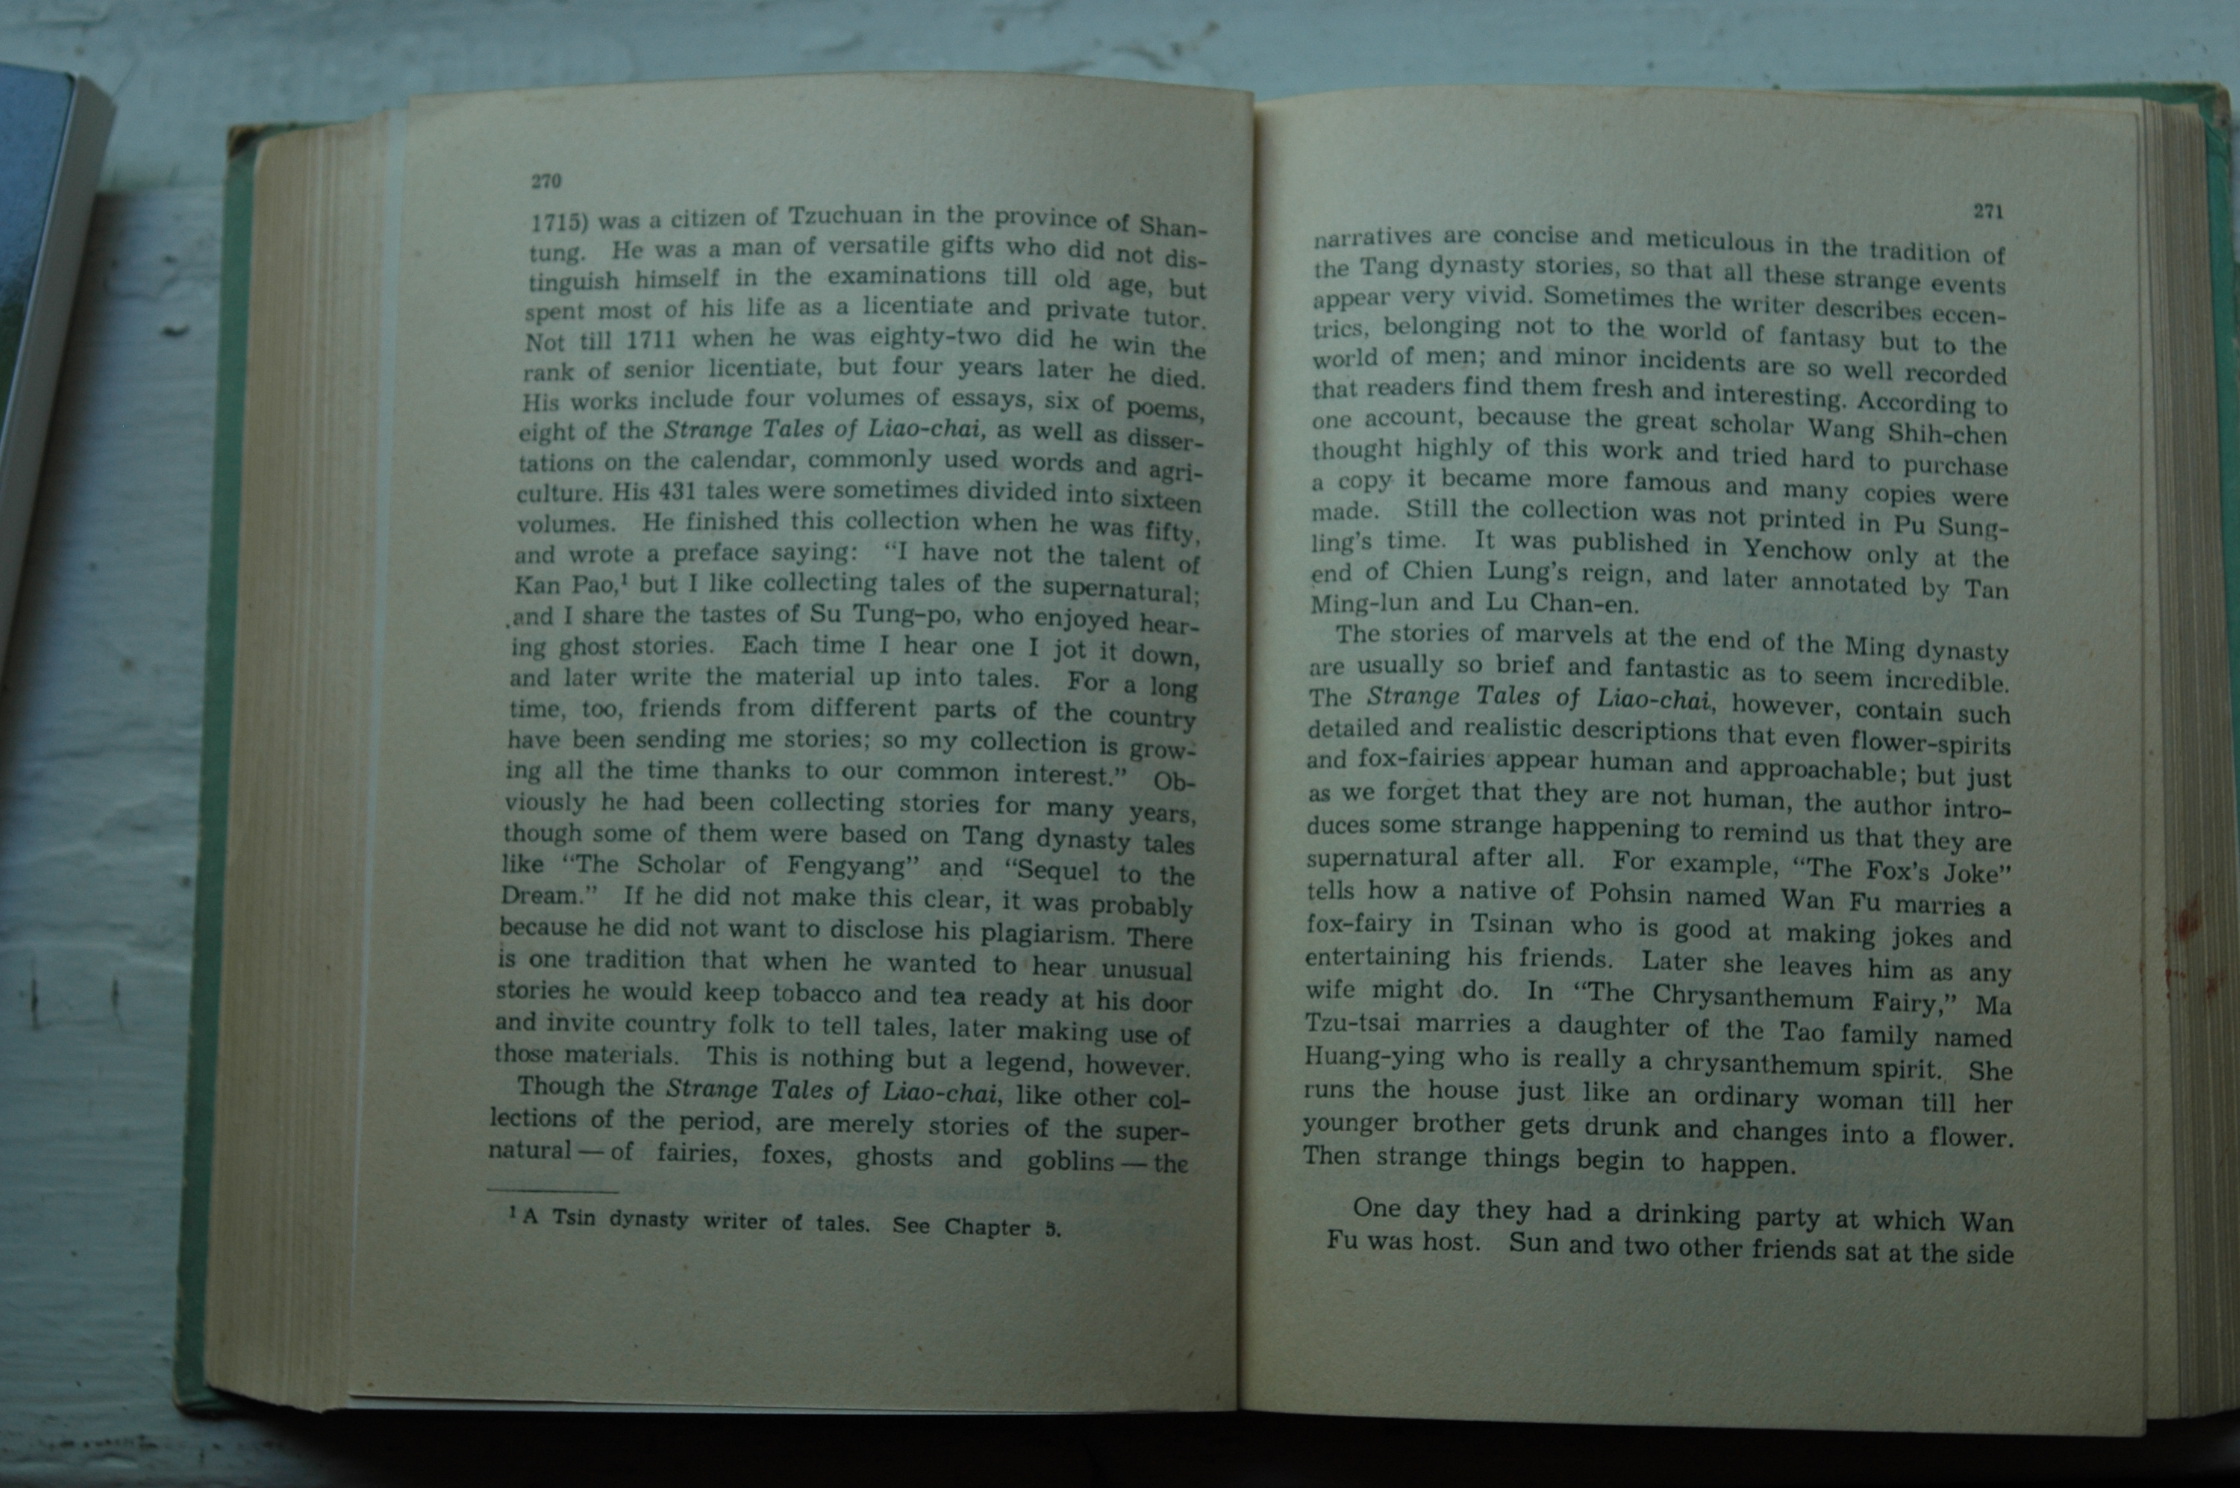 270
1715) was a citizen of Tzuchuan in the province of Shan-
tung. He was a man of versatile gifts who did not dis-
tinguish himself in the examinations till old age, but
spent most of his life as a licentiate and private tutor.
Not till 1711 when he was eighty-two did he win the
rank of senior licentiate, but four years later he died.
His works include four volumes of essays, six of poems,
eight of the Strange Tales of Liao-chai, as well as disser-
tations on the calendar, commonly used words and agri-
culture. His 431 tales were sometimes divided into sixteen
volumes. He finished this collection when he was fifty,
and wrote a preface saying: "I have not the talent of
Kan Pao,¹ but I like collecting tales of the supernatural;
and I share the tastes of Su Tung-po, who enjoyed hear-
ing ghost stories. Each time I hear one I jot it down,
and later write the material up into tales. For a long
time, too, friends from different parts of the country
have been sending me stories; so my collection is grow-
ing all the time thanks to our common interest." Ob-
viously he had been collecting stories for many years,
though some of them were based on Tang dynasty tales
like "The Scholar of Fengyang" and "Sequel to the
Dream." If he did not make this clear, it was probably
because he did not want to disclose his plagiarism. There
is one tradition that when he wanted to hear unusual
stories he would keep tobacco and tea ready at his door
and invite country folk to tell tales, later making use of
those materials. This is nothing but a legend, however.
Though the Strange Tales of Liao-chai, like other col-
lections of the period, are merely stories of the super-
natural — of fairies, foxes, ghosts and goblins — the
¹ A Tsin dynasty writer of tales. See Chapter 5.
271
narratives are concise and meticulous in the tradition of
the Tang dynasty stories, so that all these strange events
appear very vivid. Sometimes the writer describes eccen-
trics, belonging not to the world of fantasy but to the
world of men; and minor incidents are so well recorded
that readers find them fresh and interesting. According to
one account, because the great scholar Wang Shih-chen
thought highly of this work and tried hard to purchase
a copy it became more famous and many copies were
made. Still the collection was not printed in Pu Sung-
ling's time. It was published in Yenchow only at the
end of Chien Lung's reign, and later annotated by Tan
Ming-lun and Lu Chan-en.
The stories of marvels at the end of the Ming dynasty
are usually so brief and fantastic as to seem incredible.
The Strange Tales of Liao-chai, however, contain such
detailed and realistic descriptions that even flower-spirits
and fox-fairies appear human and approachable; but just
as we forget that they are not human, the author intro-
duces some strange happening to remind us that they are
supernatural after all. For example, "The Fox's Joke"
tells how a native of Pohsin named Wan Fu marries a
fox-fairy in Tsinan who is good at making jokes and
entertaining his friends. Later she leaves him as any
wife might do. In "The Chrysanthemum Fairy," Ma
Tzu-tsai marries a daughter of the Tao family named
Huang-ying who is really a chrysanthemum spirit. She
runs the house just like an ordinary woman till her
younger brother gets drunk and changes into a flower.
Then strange things begin to happen.
One day they had a drinking party at which Wan
Fu was host. Sun and two other friends sat at the side